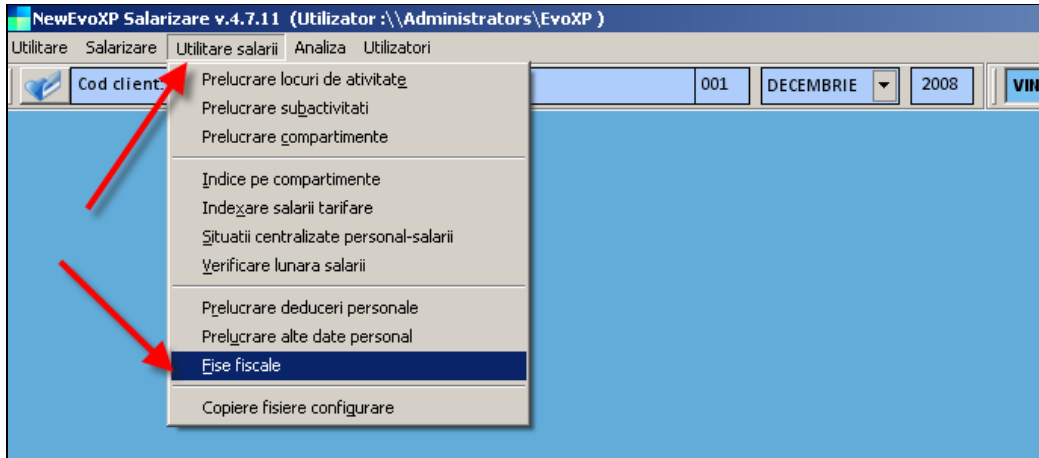 NewEvoXP Salarizare v.4.7.11 (Utilizator :\\Administrators\EvoXP )
Utilitare Salarizare Utilitare salarii Analiza Utilizatori
Cod client: 001 DECEMBRIE 2008 VIN
Prelucrare locuri de ativitate
Prelucrare subactivitati
Prelucrare compartimente
Indice pe compartimente
Indexare salarii tarifare
Situatii centralizate personal-salarii
Verificare lunara salarii
Prelucrare deduceri personale
Prelucrare alte date personal
Fise fiscale
Copiere fisiere configurare